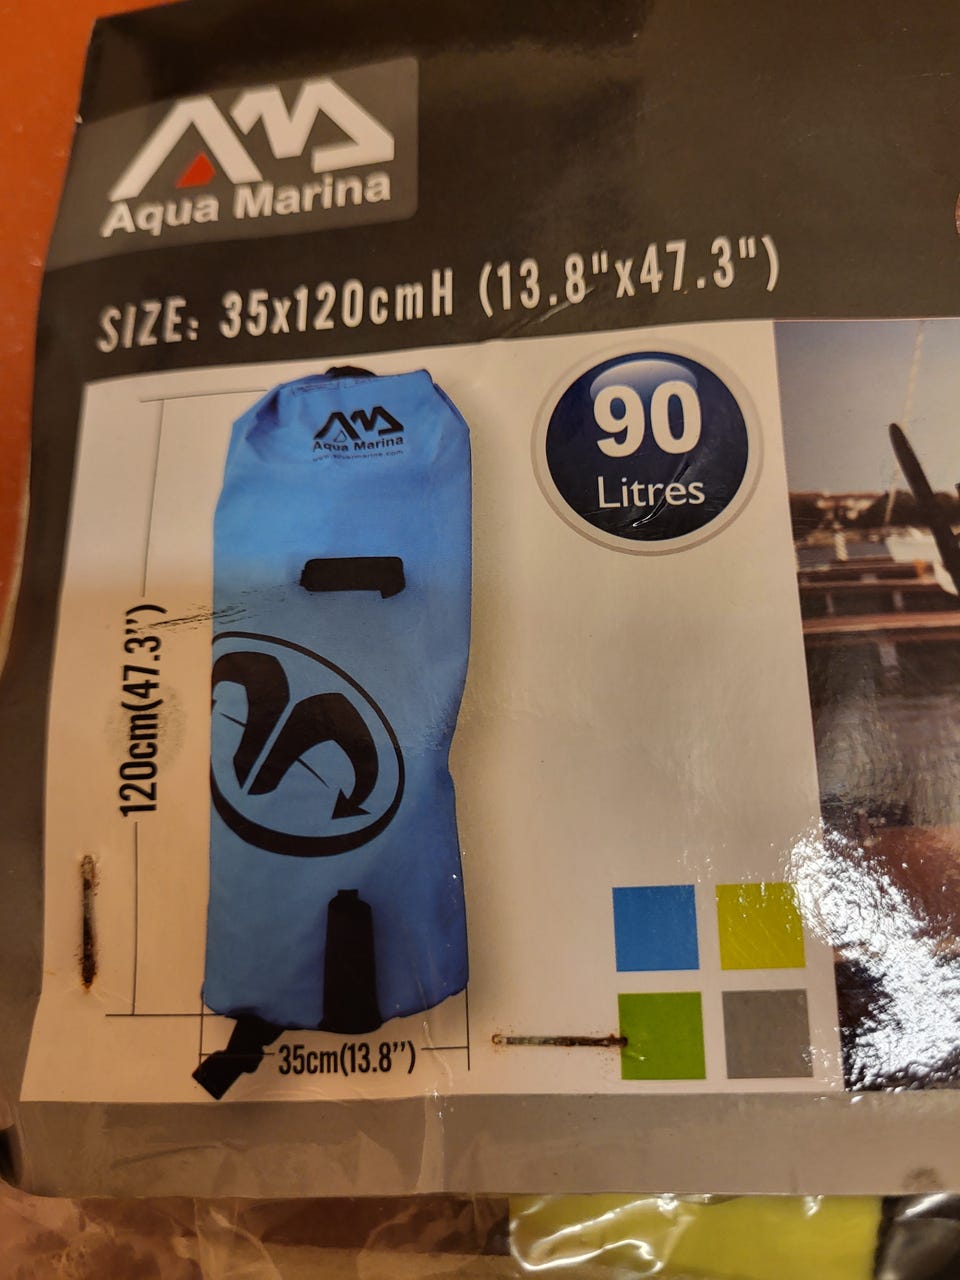 Aqua Marina
SIZE: 35x120cmH (13.8"x47.3")
Aqua Marina
90
Litres
120cm(47.3'')
35cm(13.8'')